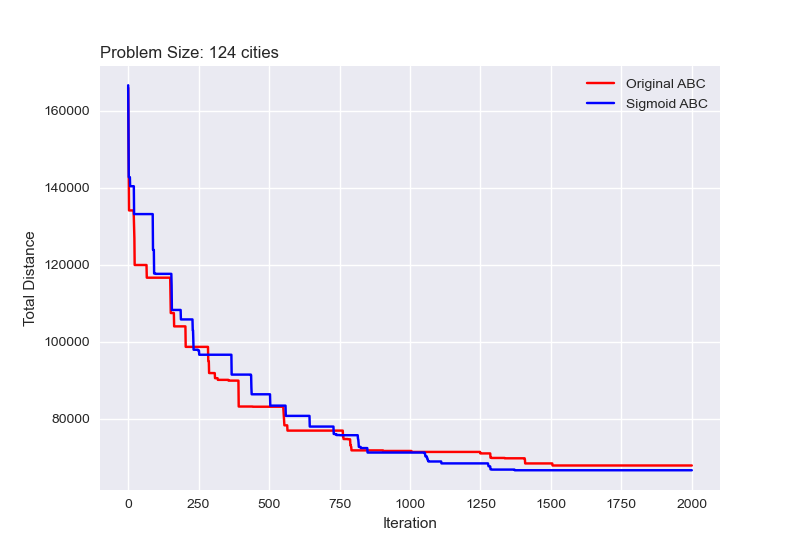 Problem Size: 124 cities
Original ABC
Sigmoid ABC
160000
140000
120000
100000
80000
Total Distance
0
250
500
750
1000
1250
1500
1750
2000
Iteration